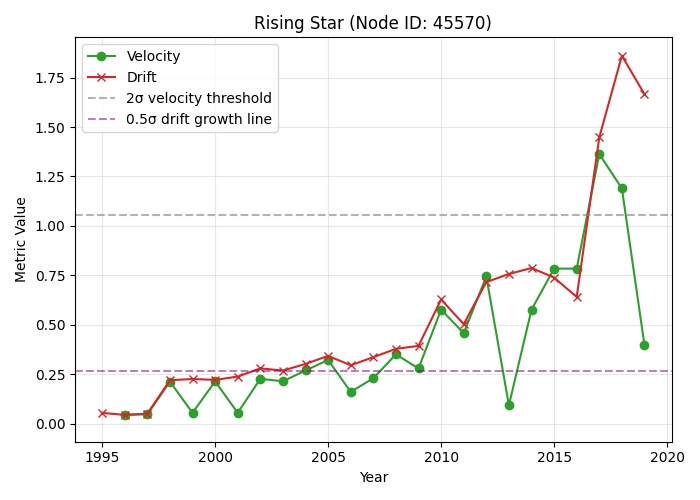 Rising Star (Node ID: 45570)
Velocity
Drift
2σ velocity threshold
0.5σ drift growth line
Metric Value
1.75
1.50
1.25
1.00
0.75
0.50
0.25
0.00
1995
2000
2005
2010
2015
2020
Year